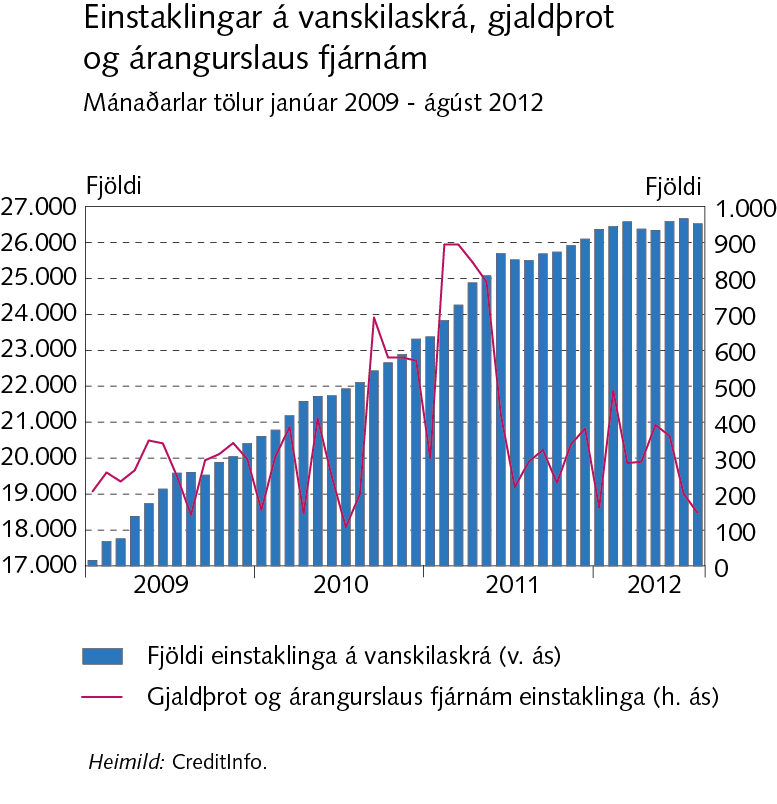 Einstaklingar á vanskilaskrá, gjaldþrot
og árangurslaus fjárnám
Mánaðarlar tölur janúar 2009 - ágúst 2012
Fjöldi Fjöldi
27.000 1.000
26.000 900
25.000 800
24.000 700
23.000 600
22.000 500
21.000 400
20.000 300
19.000 200
18.000 100
17.000 0
2009 2010 2011 2012
Fjöldi einstaklinga á vanskilaskrá (v. ás)
Gjaldþrot og árangurslaus fjárnám einstaklinga (h. ás)
Heimild: CreditInfo.